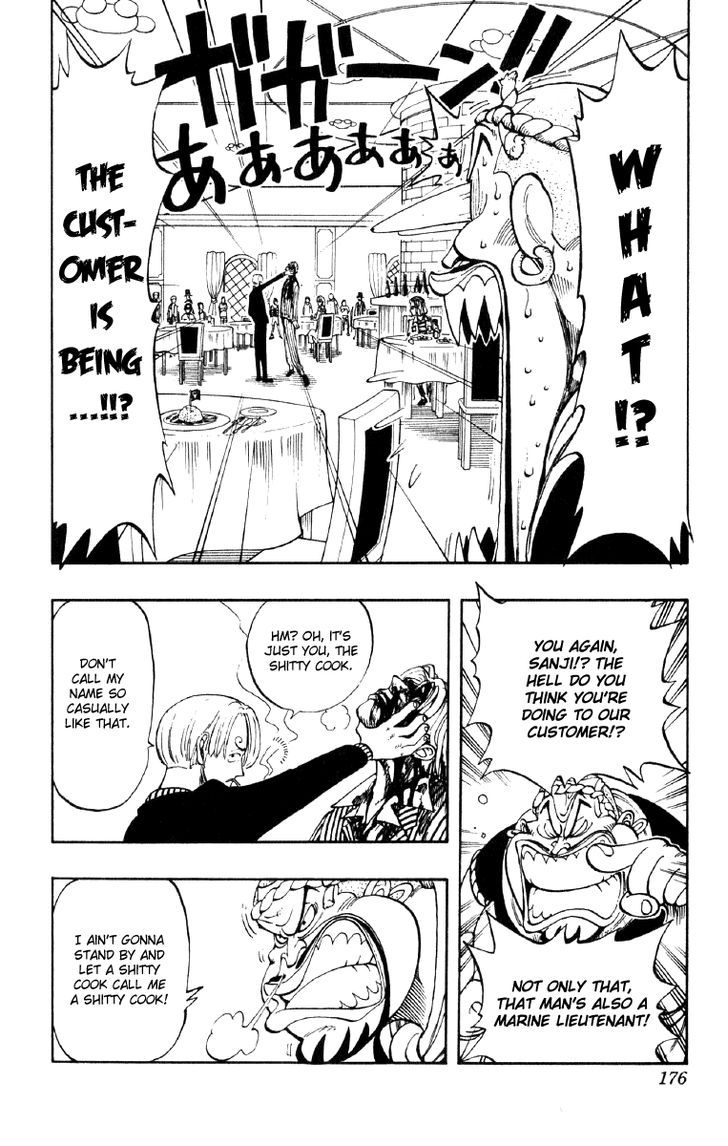 ガガーン!!
ああああああ
WHAT!?
THE
CUST-
OMER
IS
BEING
...!!?
YOU AGAIN,
SANJI!? THE
HELL DO YOU
THINK YOU'RE
DOING TO OUR
CUSTOMER!?
NOT ONLY THAT,
THAT MAN'S ALSO A
MARINE LIEUTENANT!
HM? OH, IT'S
JUST YOU, THE
SHITTY COOK.
DON'T
CALL MY
NAME SO
CASUALLY
LIKE THAT.
I AIN'T GONNA
STAND BY AND
LET A SHITTY
COOK CALL ME
A SHITTY COOK!
176